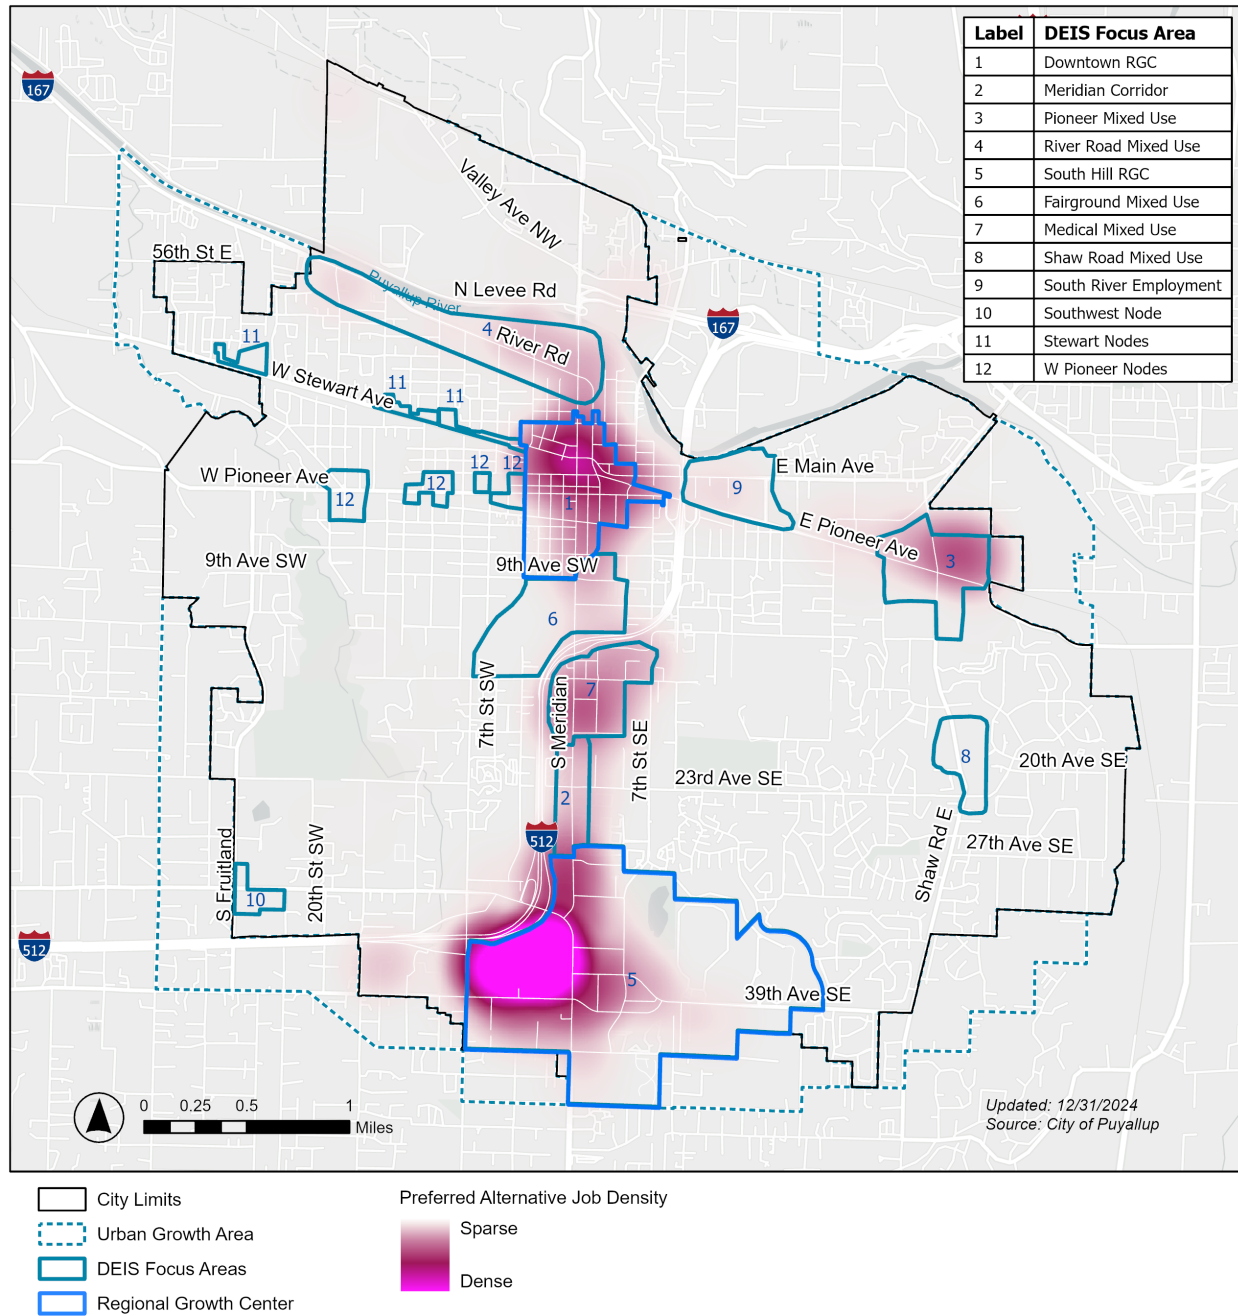 Label DEIS Focus Area
1 Downtown RGC
2 Meridian Corridor
3 Pioneer Mixed Use
4 River Road Mixed Use
5 South Hill RGC
6 Fairground Mixed Use
7 Medical Mixed Use
8 Shaw Road Mixed Use
9 South River Employment
10 Southwest Node
11 Stewart Nodes
12 W Pioneer Nodes
167
Valley Ave NW
56th St E
Puyallup River
N Levee Rd
167
4
River Rd
11
W Stewart Ave
11
11
W Pioneer Ave
12
12
12
12
E Main Ave
9
1
E Pioneer Ave
3
9th Ave SW
9th Ave SW
6
7th St SW
S Meridian
7
7th St SE
23rd Ave SE
8
20th Ave SE
2
512
S Fruitland
20th St SW
Shaw Rd E
27th Ave SE
10
512
5
39th Ave SE
0 0.25 0.5 1
Miles
Updated: 12/31/2024
Source: City of Puyallup
City Limits
Urban Growth Area
DEIS Focus Areas
Regional Growth Center
Preferred Alternative Job Density
Sparse
Dense